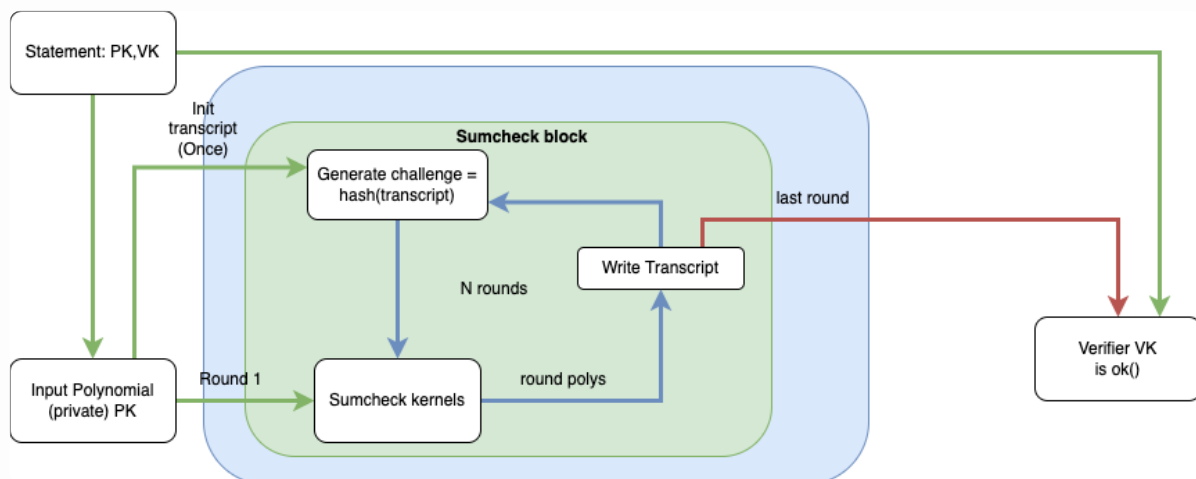 Statement: PK,VK
Init
transcript
(Once)
Sumcheck block
Generate challenge =
hash(transcript)
last round
Write Transcript
N rounds
Verifier VK
is ok()
Input Polynomial
(private) PK
Round 1
Sumcheck kernels
round polys